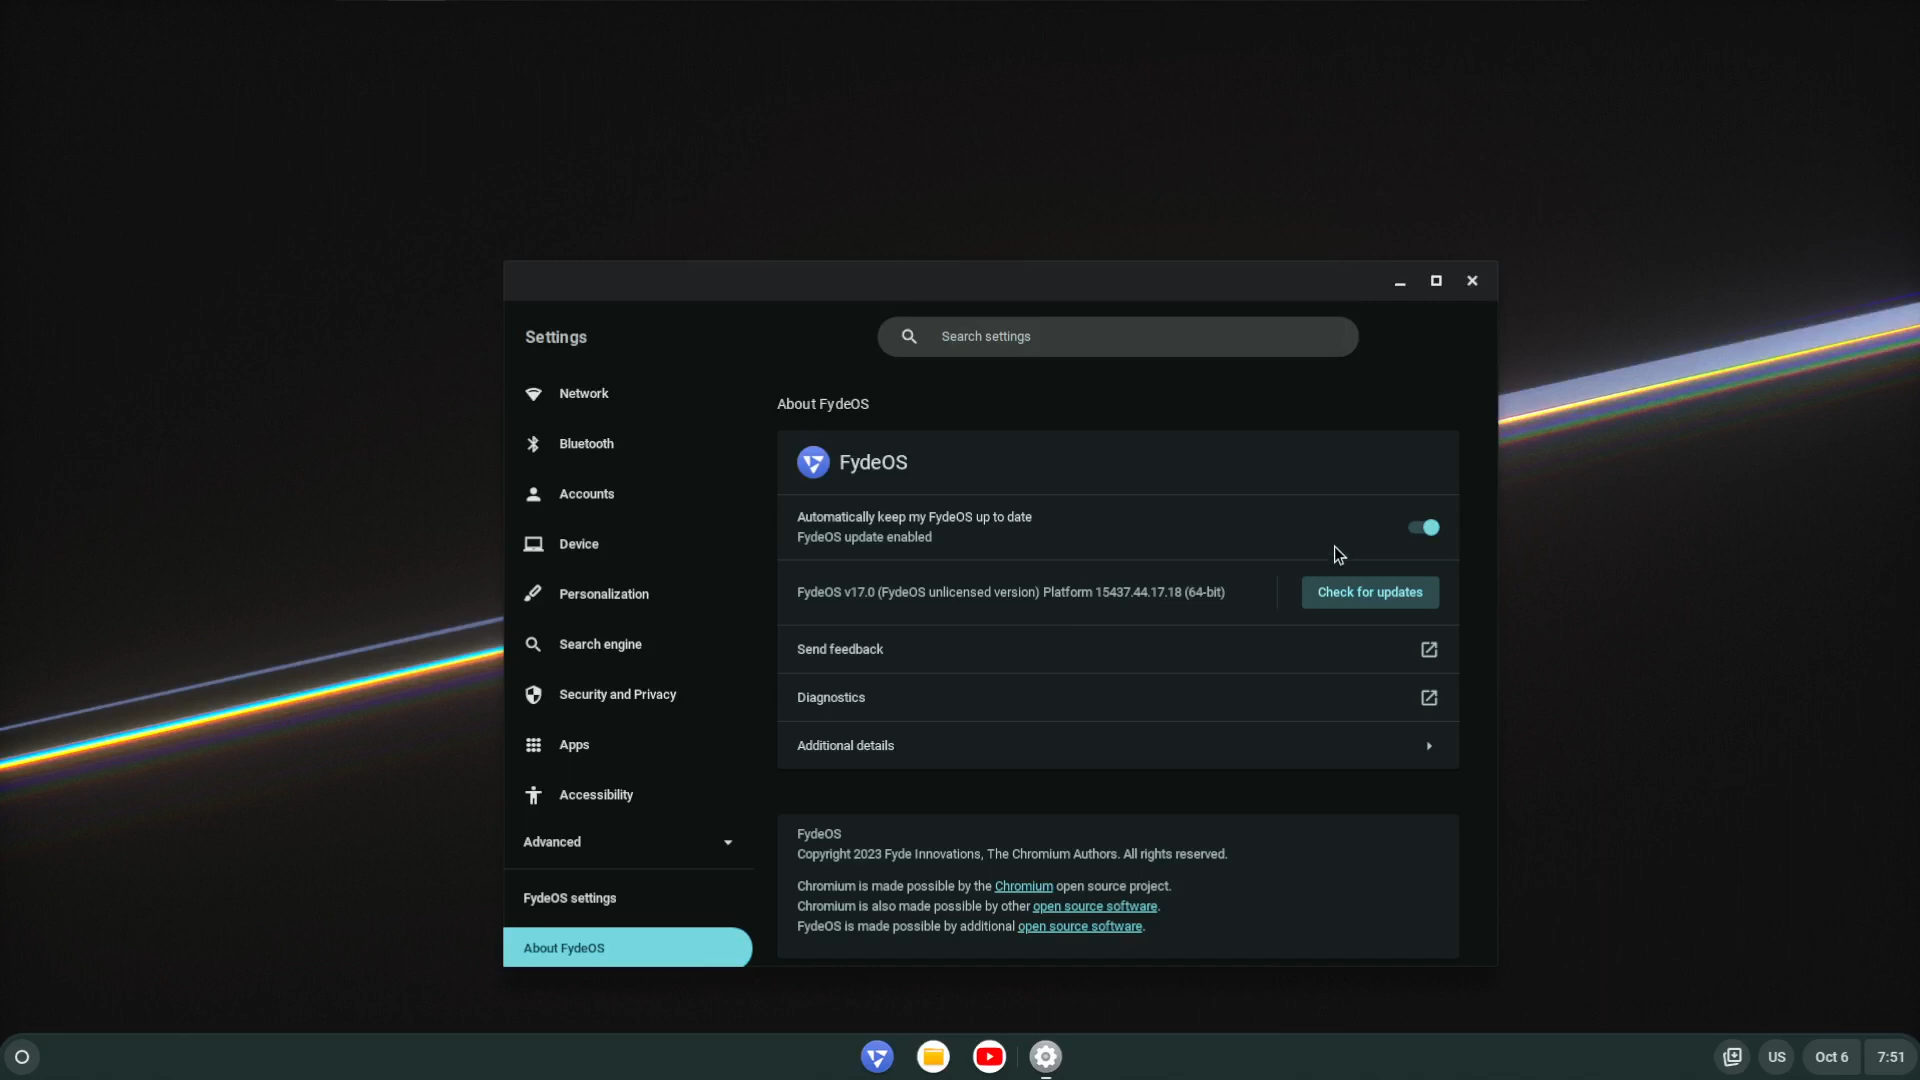 Settings
Search settings
Network
Bluetooth
Accounts
Device
Personalization
Search engine
Security and Privacy
Apps
Accessibility
Advanced
FydeOS settings
About FydeOS
About FydeOS
FydeOS
Automatically keep my FydeOS up to date
FydeOS update enabled
FydeOS v17.0 (FydeOS unlicensed version) Platform 15437.44.17.18 (64-bit)
Check for updates
Send feedback
Diagnostics
Additional details
FydeOS
Copyright 2023 Fyde Innovations, The Chromium Authors. All rights reserved.
Chromium is made possible by the Chromium open source project.
Chromium is also made possible by other open source software.
FydeOS is made possible by additional open source software.
US
Oct 6
7:51